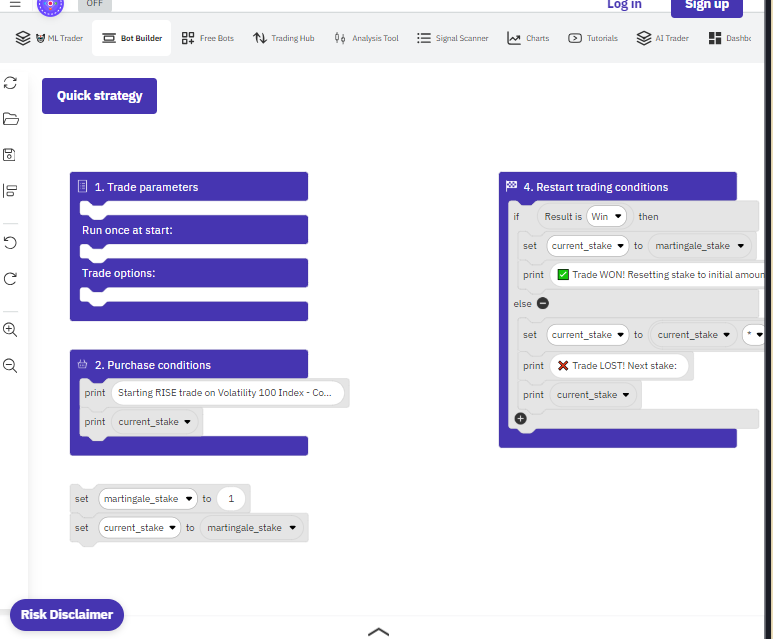 OFF
Log in
Sign up
ML Trader
Bot Builder
Free Bots
Trading Hub
Analysis Tool
Signal Scanner
Charts
Tutorials
AI Trader
Dashbo
Quick strategy
1. Trade parameters
Run once at start:
Trade options:
2. Purchase conditions
print Starting RISE trade on Volatility 100 Index - Co...
print current_stake
set martingale_stake to 1
set current_stake to martingale_stake
4. Restart trading conditions
if Result is Win then
set current_stake to martingale_stake
print ✅ Trade WON! Resetting stake to initial amoun
else
set current_stake to current_stake *
print ❌ Trade LOST! Next stake:
print current_stake
Risk Disclaimer